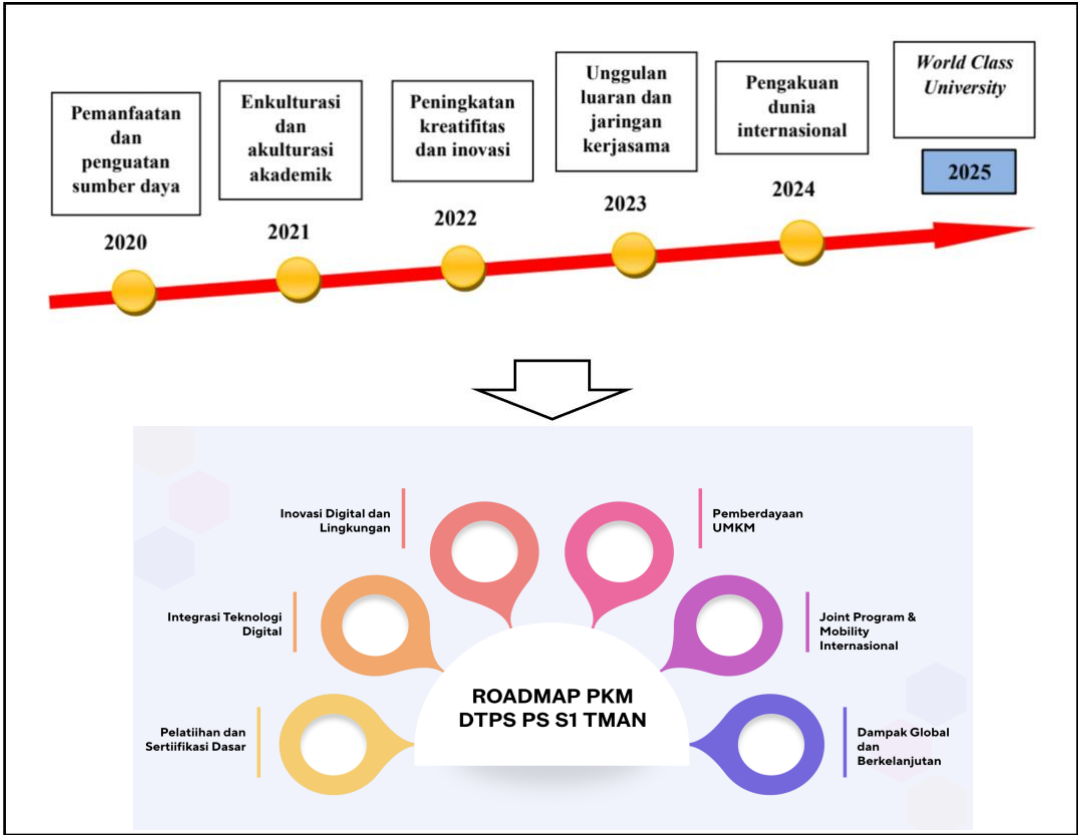 Pemanfaatan
dan
penguatan
sumber daya
2020
Enkulturasi
dan
akulturasi
akademik
2021
Peningkatan
kreatifitas
dan inovasi
2022
Unggulan
luaran dan
jaringan
kerjasama
2023
Pengakuan
dunia
internasional
2024
World Class
University
2025
Inovasi Digital dan
Lingkungan
Pemberdayaan
UMKM
Integrasi Teknologi
Digital
Joint Program &
Mobility
Internasional
ROADMAP PKM
DTPS PS S1 TMAN
Pelatiihan dan
Sertiifikasi Dasar
Dampak Global
dan
Berkelanjutan